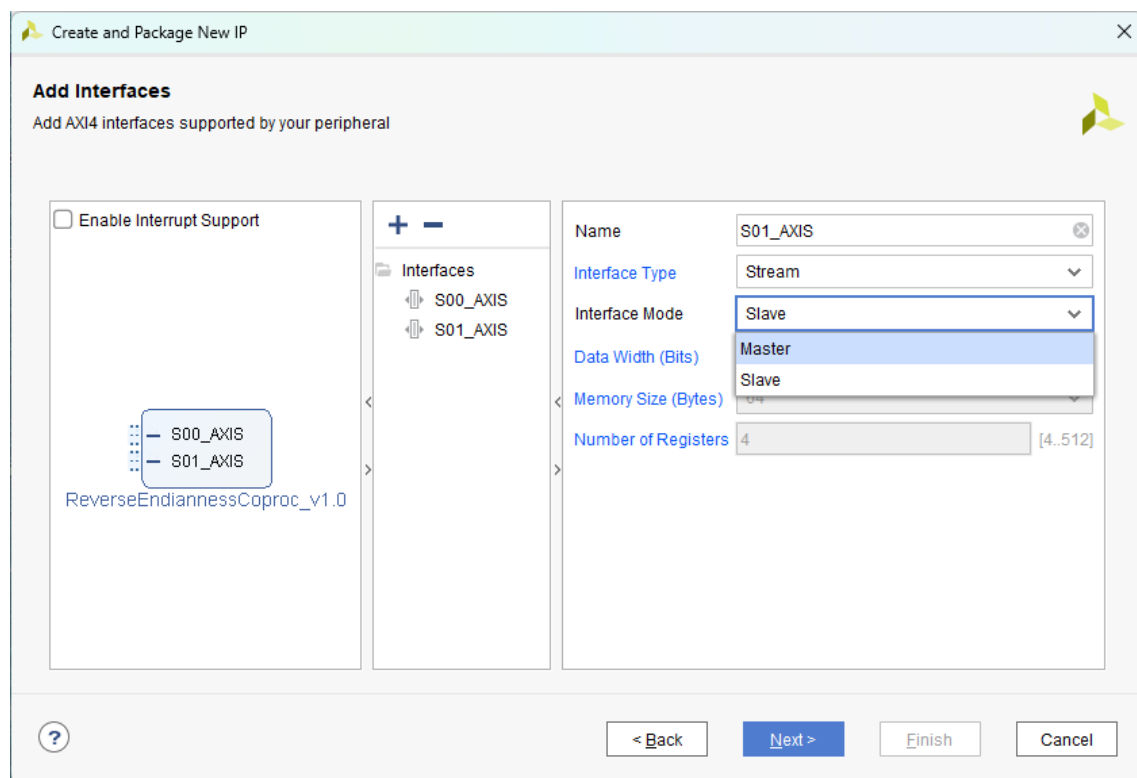 Create and Package New IP
Add Interfaces
Add AXI4 interfaces supported by your peripheral
Enable Interrupt Support
S00_AXIS
S01_AXIS
ReverseEndiannessCoproc_v1.0
Interfaces
S00_AXIS
S01_AXIS
Name S01_AXIS
Interface Type Stream
Interface Mode Slave
Master
Data Width (Bits)
Slave
Memory Size (Bytes) 64
Number of Registers 4 [4..512]
? < Back Next > Finish Cancel